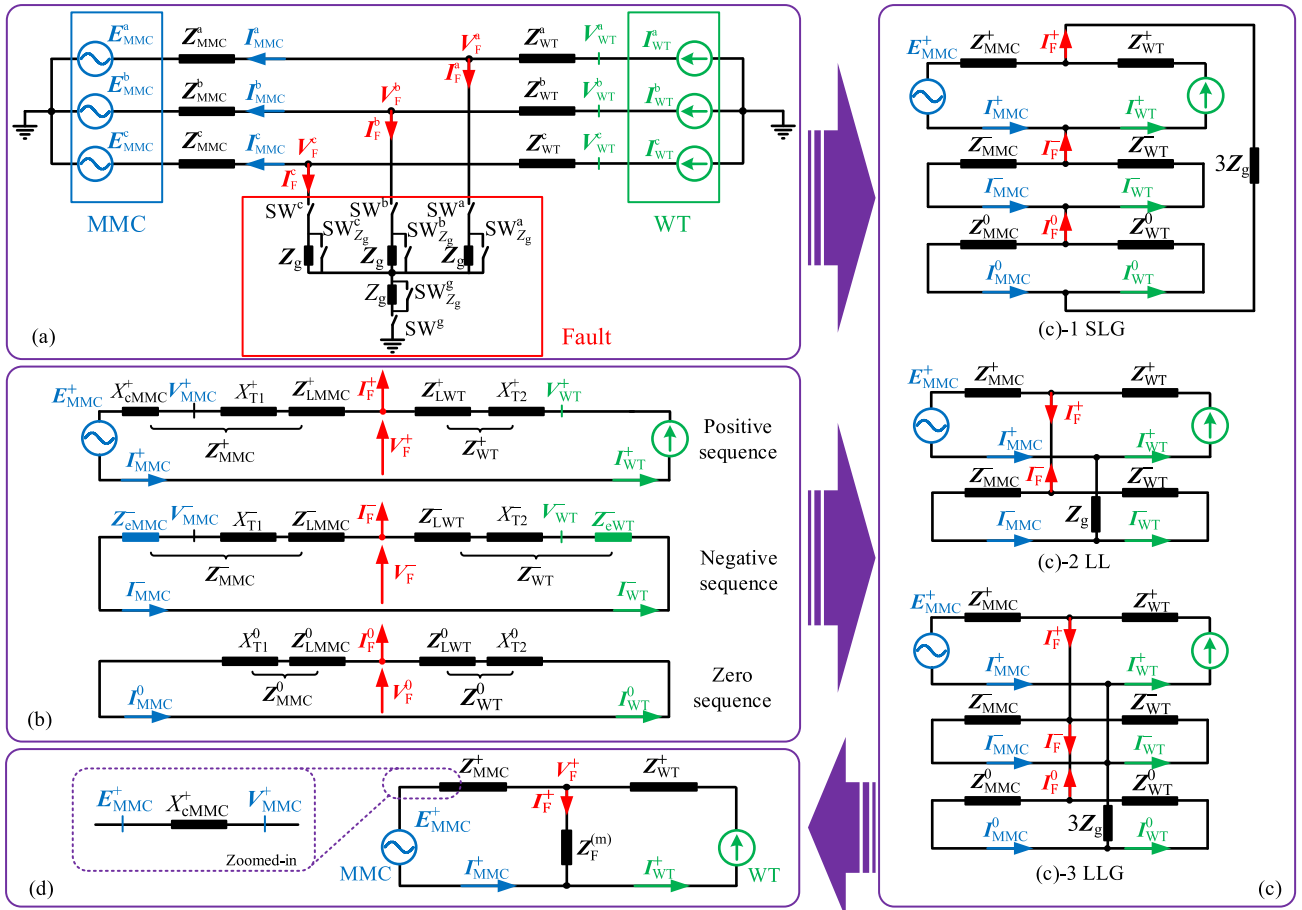 E^a_MMC Z^a_MMC I^a_MMC V^a_F I^a_F Z^a_WT V^a_WT I^a_WT
E^b_MMC Z^b_MMC I^b_MMC V^b_F I^b_F Z^b_WT V^b_WT I^b_WT
E^c_MMC Z^c_MMC I^c_MMC V^c_F I^c_F Z^c_WT V^c_WT I^c_WT
MMC WT
SW^c SW^b SW^a
SW^c_Zg SW^b_Zg SW^a_Zg
Z_g Z_g Z_g
Z_g SW^g_Zg
SW^g
(a) Fault
E^+_MMC X^+_cMMC V^+_MMC X^+_T1 Z^+_LMMC I^+_F Z^+_LWT X^+_T2 V^+_WT
Z^+_MMC V^+_F Z^+_WT
Positive
sequence
I^+_MMC I^+_WT
Z^-_eMMC V^-_MMC X^-_T1 Z^-_LMMC I^-_F Z^-_LWT X^-_T2 V^-_WT Z^-_eWT
Z^-_MMC V^-_F Z^-_WT
Negative
sequence
I^-_MMC I^-_WT
X^0_T1 Z^0_LMMC I^0_F Z^0_LWT X^0_T2
Z^0_MMC V^0_F Z^0_WT
Zero
sequence
I^0_MMC I^0_WT
(b)
E^+_MMC Z^+_MMC I^+_F Z^+_WT
I^+_MMC I^+_WT
Z^-_MMC I^-_F Z^-_WT
3Z_g
I^-_MMC I^-_WT
Z^0_MMC I^0_F Z^0_WT
I^0_MMC I^0_WT
(c)-1 SLG
E^+_MMC Z^+_MMC Z^+_WT
I^+_F
I^+_MMC I^+_WT
Z^-_MMC I^-_F Z^-_WT
I^-_MMC Z_g I^-_WT
(c)-2 LL
E^+_MMC Z^+_MMC Z^+_WT
I^+_F
I^+_MMC I^+_WT
Z^-_MMC Z^-_WT
I^-_MMC I^-_F I^-_WT
Z^0_MMC I^0_F Z^0_WT
I^0_MMC 3Z_g I^0_WT
(c)-3 LLG
(c)
E^+_MMC X^+_cMMC V^+_MMC
Zoomed-in
Z^+_MMC V^+_F Z^+_WT
I^+_F
E^+_MMC
Z^(m)_F
MMC I^+_MMC I^+_WT WT
(d)